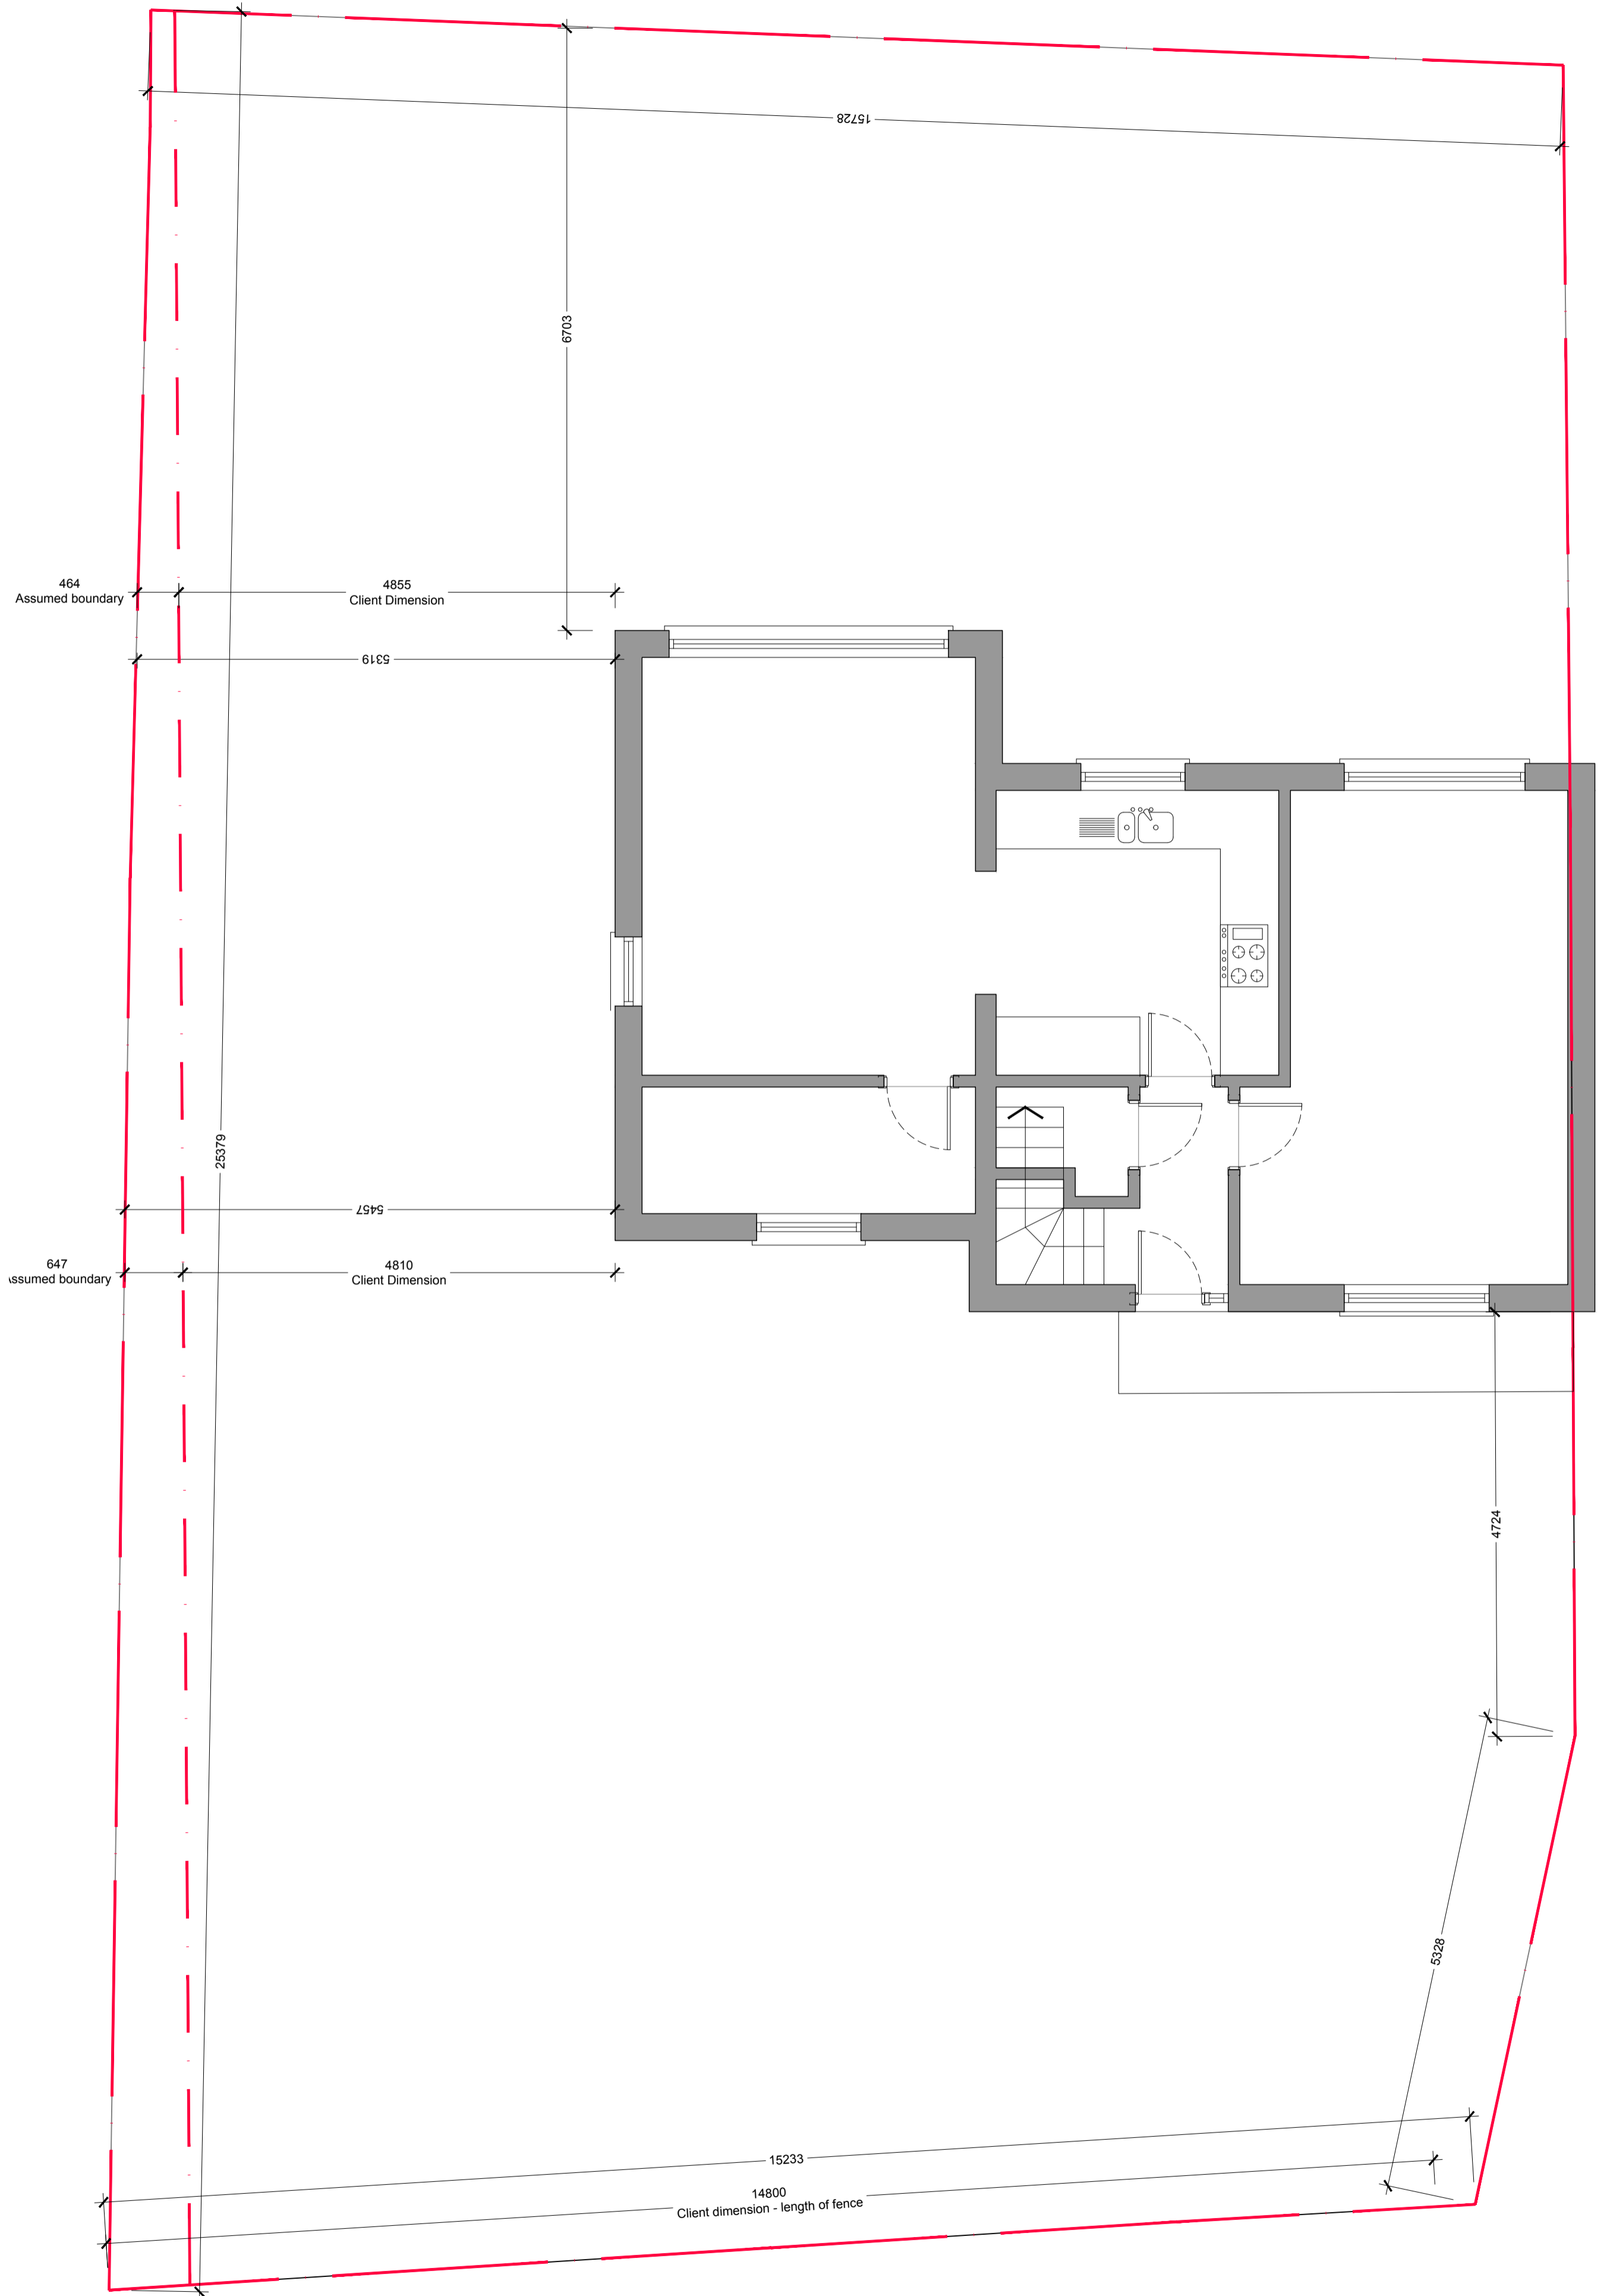 15728
6703
464
Assumed boundary
4855
Client Dimension
5319
25379
5457
647
ssumed boundary
4810
Client Dimension
4724
5328
15233
14800
Client dimension - length of fence